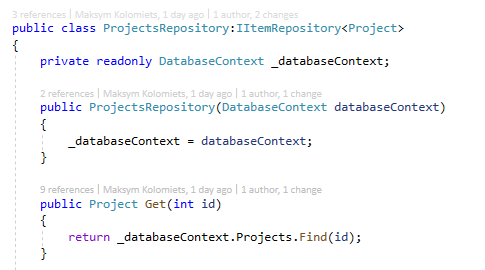 3 references | Maksym Kolomiets, 1 day ago | 1 author, 2 changes
public class ProjectsRepository:IItemRepository<Project>
{
private readonly DatabaseContext _databaseContext;
2 references | Maksym Kolomiets, 1 day ago | 1 author, 1 change
public ProjectsRepository(DatabaseContext databaseContext)
{
_databaseContext = databaseContext;
}
9 references | Maksym Kolomiets, 1 day ago | 1 author, 1 change
public Project Get(int id)
{
return _databaseContext.Projects.Find(id);
}